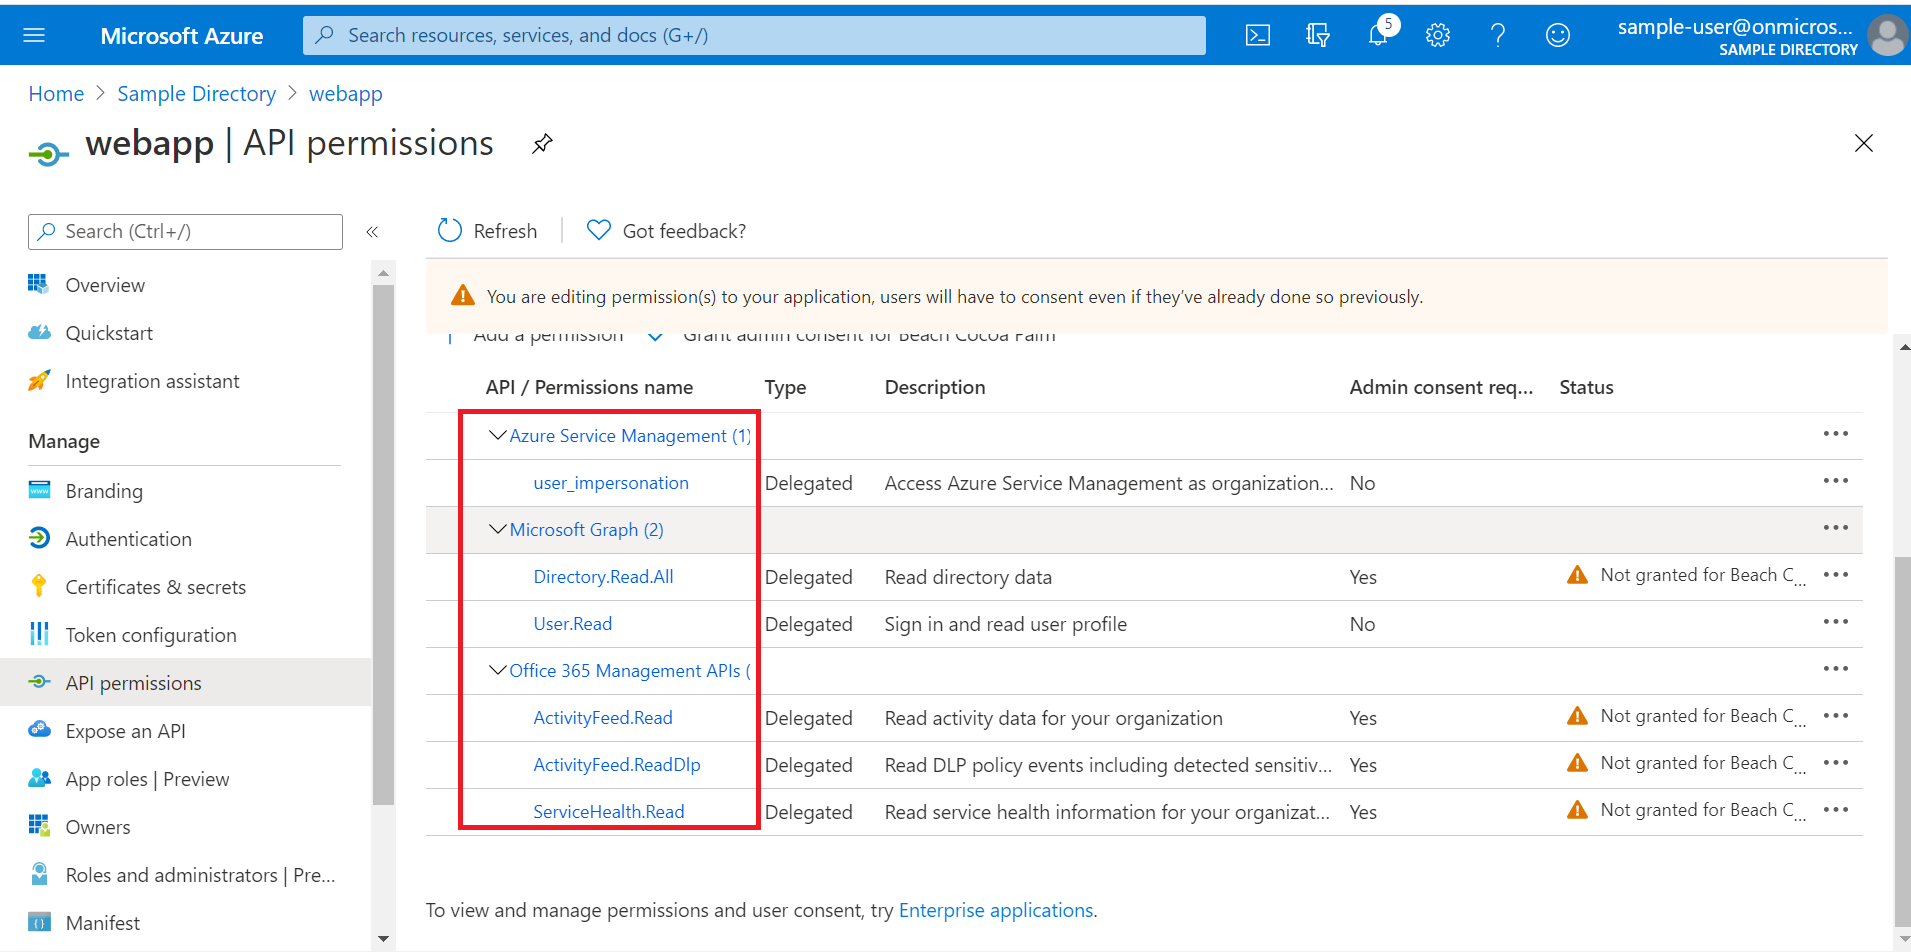 Microsoft Azure
Search resources, services, and docs (G+/)
5
sample-user@onmicros...
SAMPLE DIRECTORY
Home > Sample Directory > webapp
webapp | API permissions
Search (Ctrl+/)
«
Refresh
Got feedback?
Overview
Quickstart
Integration assistant
Manage
Branding
Authentication
Certificates & secrets
Token configuration
API permissions
Expose an API
App roles | Preview
Owners
Roles and administrators | Pre...
Manifest
You are editing permission(s) to your application, users will have to consent even if they've already done so previously.
Add a permission
Grant admin consent for Beach Cocoa Palm
API / Permissions name Type Description Admin consent req... Status
Azure Service Management (1)
user_impersonation Delegated Access Azure Service Management as organization... No
Microsoft Graph (2)
Directory.Read.All Delegated Read directory data Yes Not granted for Beach C...
User.Read Delegated Sign in and read user profile No
Office 365 Management APIs (
ActivityFeed.Read Delegated Read activity data for your organization Yes Not granted for Beach C...
ActivityFeed.ReadDlp Delegated Read DLP policy events including detected sensitiv... Yes Not granted for Beach C...
ServiceHealth.Read Delegated Read service health information for your organizat... Yes Not granted for Beach C...
To view and manage permissions and user consent, try Enterprise applications.